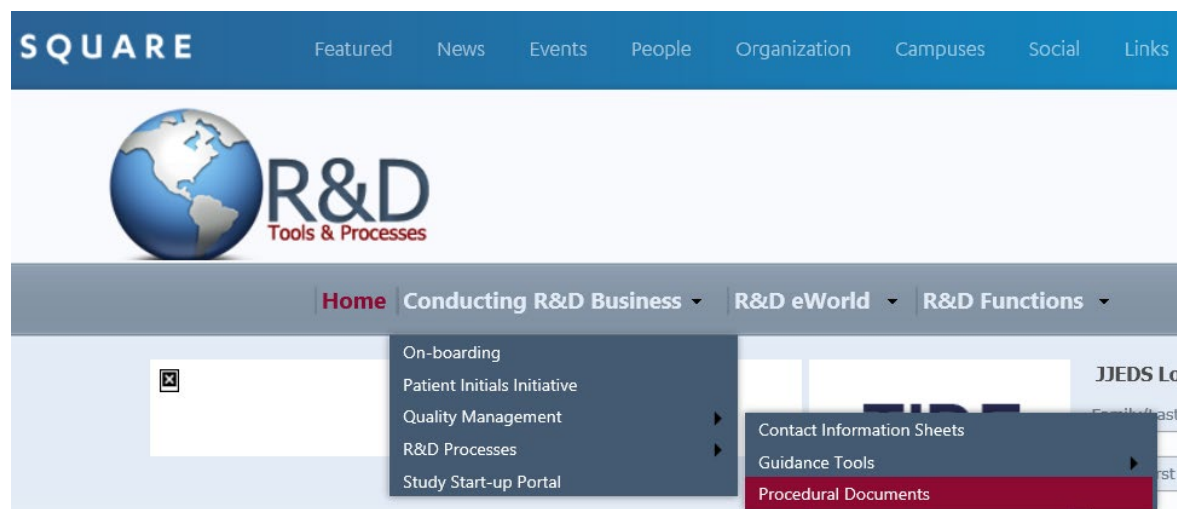 SQUARE Featured News Events People Organization Campuses Social Links
R&D
Tools & Processes
Home Conducting R&D Business R&D eWorld R&D Functions
On-boarding
Patient Initials Initiative
Quality Management
R&D Processes
Study Start-up Portal
Contact Information Sheets
Guidance Tools
Procedural Documents
JJEDS Lo